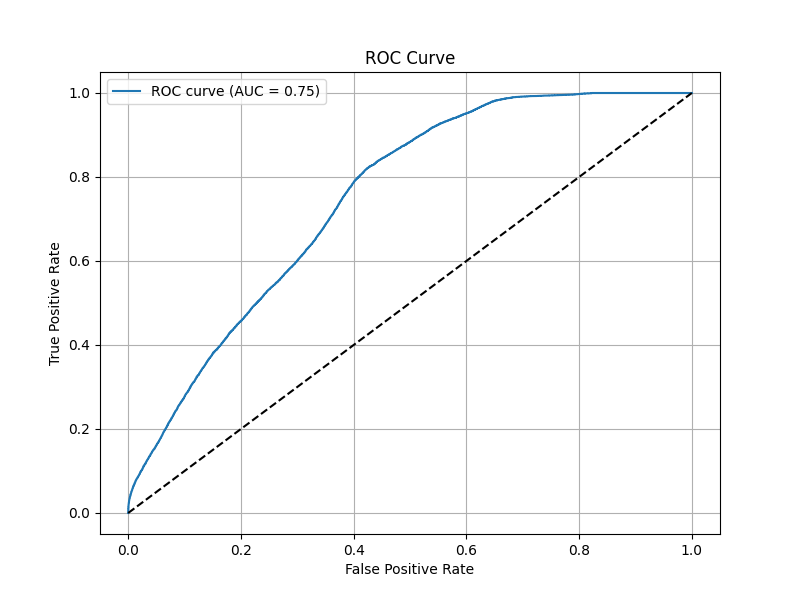 ROC Curve
ROC curve (AUC = 0.75)
1.0
0.8
0.6
0.4
0.2
0.0
True Positive Rate
0.0 0.2 0.4 0.6 0.8 1.0
False Positive Rate